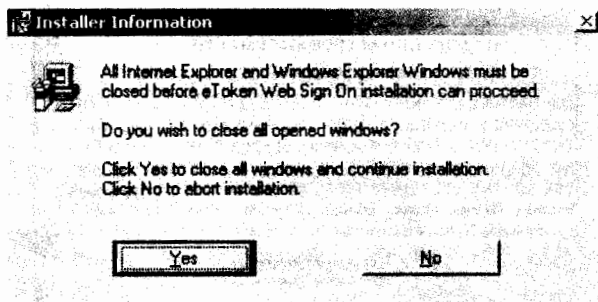 Installer Information
All Internet Explorer and Windows Explorer Windows must be
closed before eToken Web Sign On installation can procceed.
Do you wish to close all opened windows?
Click Yes to close all windows and continue installation.
Click No to abort installation.
Yes
No